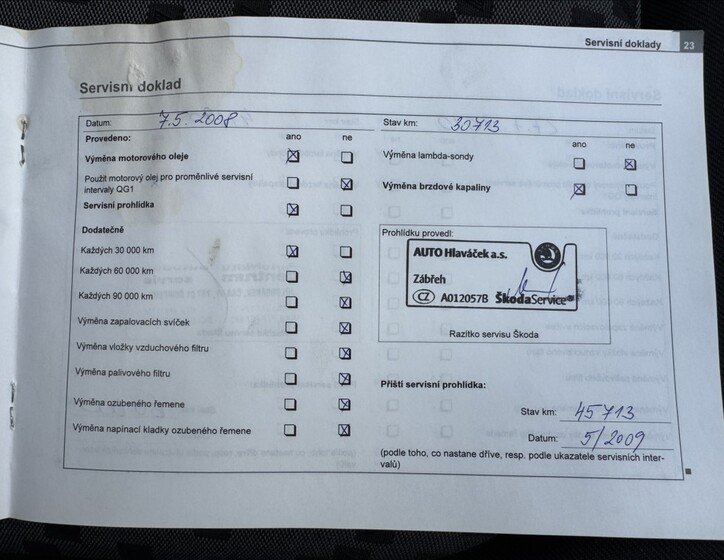 Servisní doklady 23
Servisní doklad
Datum: 7.5. 2008
Provedeno: ano ne
Výměna motorového oleje
Použit motorový olej pro proměnlivé servisní
intervaly QG1
Servisní prohlídka
Dodatečně
Každých 30 000 km
Každých 60 000 km
Každých 90 000 km
Výměna zapalovacích svíček
Výměna vložky vzduchového filtru
Výměna palivového filtru
Výměna ozubeného řemene
Výměna napínací kladky ozubeného řemene
Stav km: 30713
ano ne
Výměna lambda-sondy
Výměna brzdové kapaliny
Prohlídku provedl:
AUTO Hlaváček a.s.
Zábřeh
CZ A012057B ŠkodaService
Razítko servisu Škoda
Příští servisní prohlídka:
Stav km: 45713
Datum: 5/2009
(podle toho, co nastane dříve, resp. podle ukazatele servisních inter-
valů)